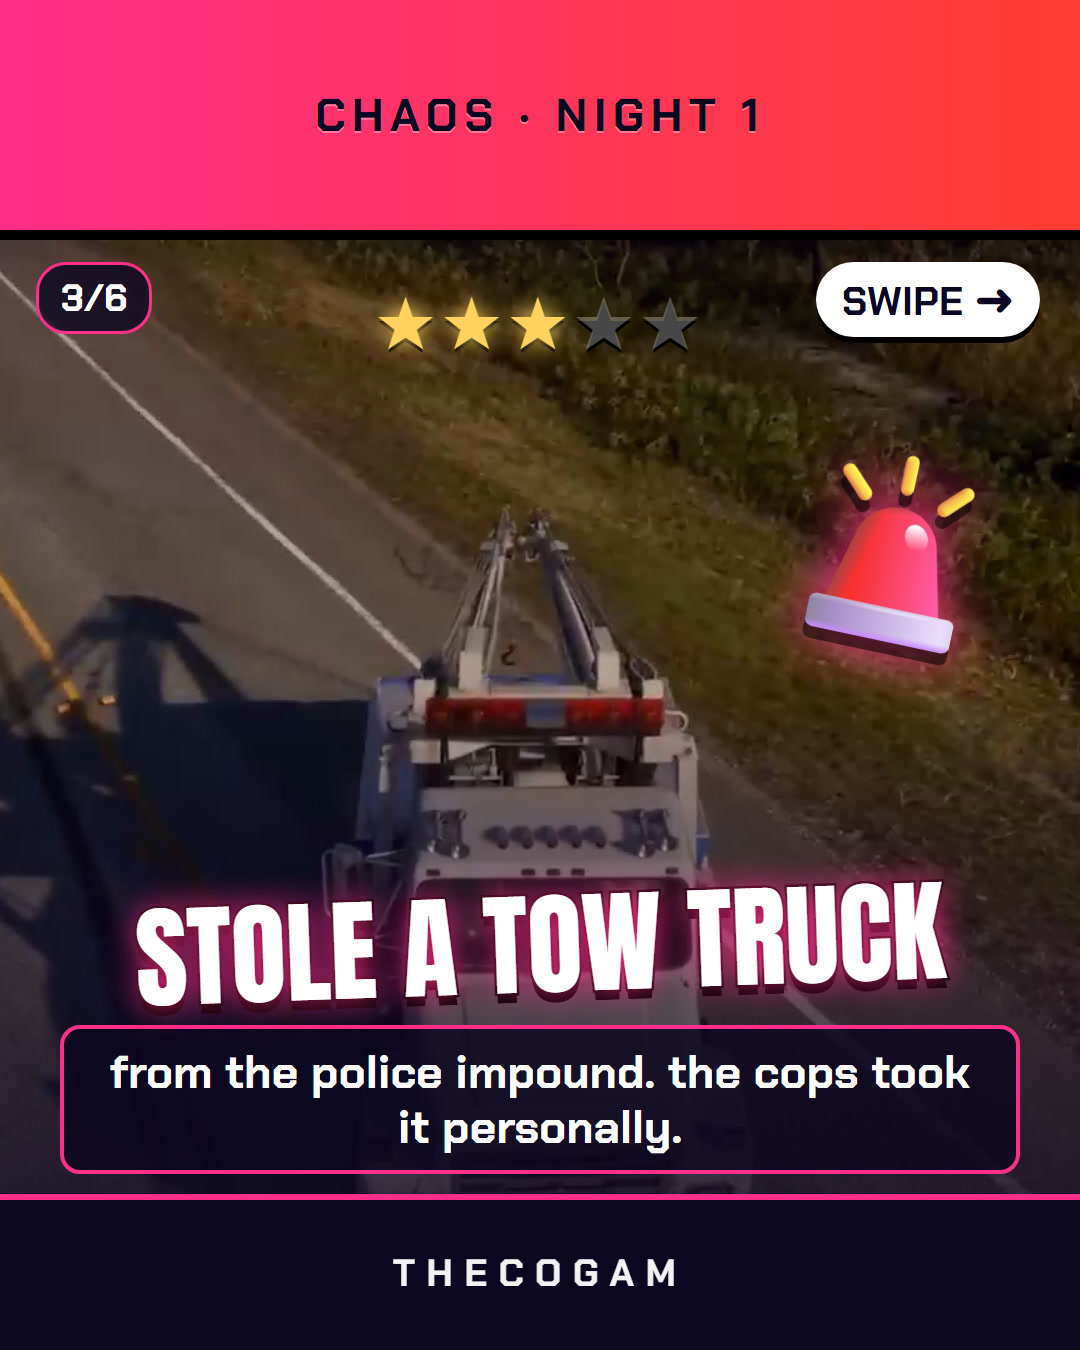 CHAOS · NIGHT 1
3/6
SWIPE →
STOLE A TOW TRUCK
from the police impound. the cops took
it personally.
THECOGAM